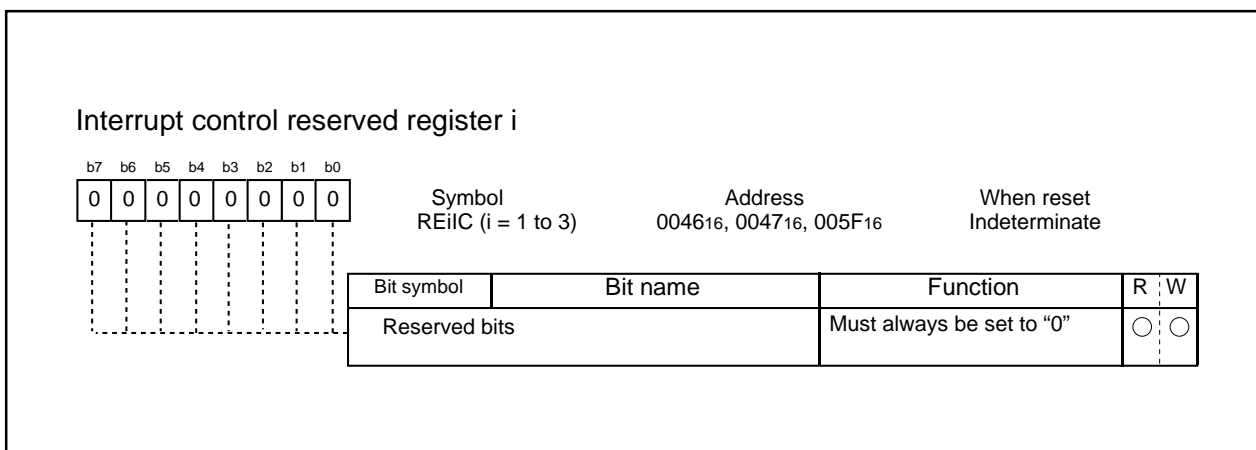 Interrupt control reserved register i
b7 b6 b5 b4 b3 b2 b1 b0
0 0 0 0 0 0 0 0
Symbol Address When reset
REiIC (i = 1 to 3) 004616, 004716, 005F16 Indeterminate
Bit symbol Bit name Function R W
Reserved bits Must always be set to “0” ○ ○